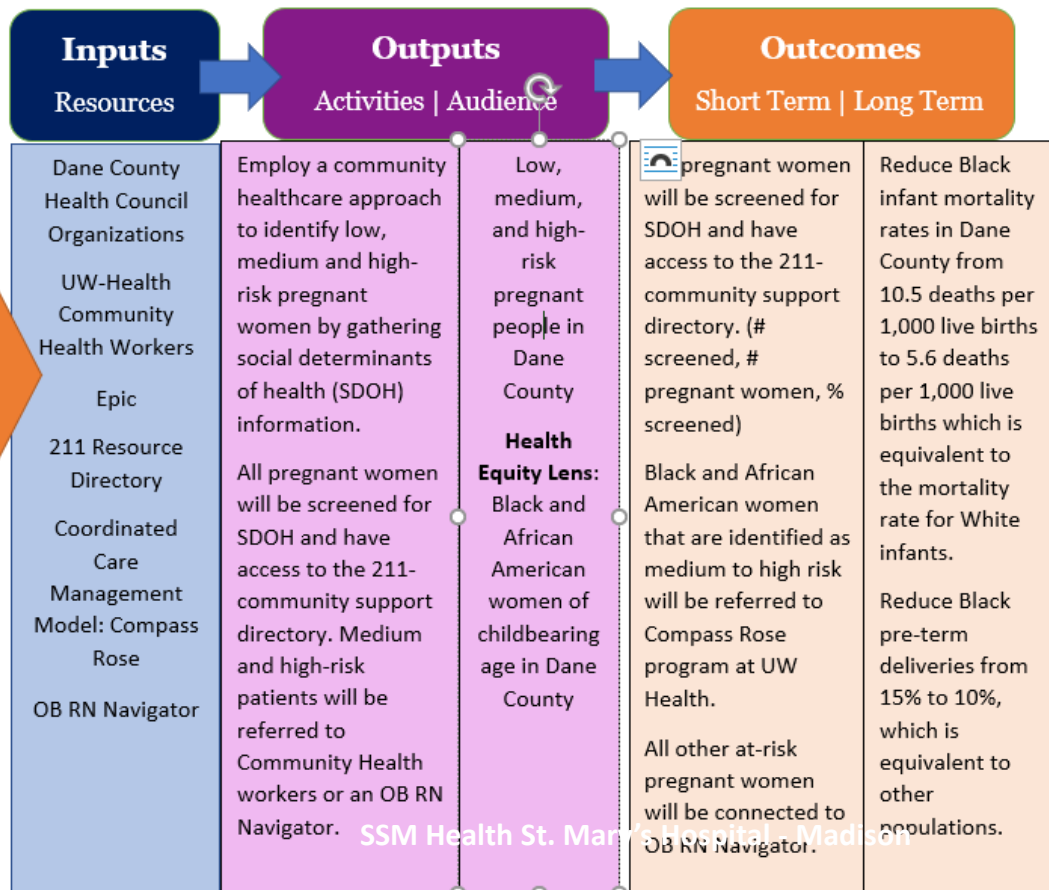 Inputs
Resources
Outputs
Activities | Audience
Outcomes
Short Term | Long Term
Dane County
Health Council
Organizations
UW-Health
Community
Health Workers
Epic
211 Resource
Directory
Coordinated
Care
Management
Model: Compass
Rose
OB RN Navigator
Employ a community
healthcare approach
to identify low,
medium and high-
risk pregnant
women by gathering
social determinants
of health (SDOH)
information.
All pregnant women
will be screened for
SDOH and have
access to the 211-
community support
directory. Medium
and high-risk
patients will be
referred to
Community Health
workers or an OB RN
Navigator.
Low,
medium,
and high-
risk
pregnant
people in
Dane
County
Health
Equity Lens:
Black and
African
American
women of
childbearing
age in Dane
County
pregnant women
will be screened for
SDOH and have
access to the 211-
community support
directory. (#
screened, #
pregnant women, %
screened)
Black and African
American women
that are identified as
medium to high risk
will be referred to
Compass Rose
program at UW
Health.
All other at-risk
pregnant women
will be connected to
OB RN Navigator.
Reduce Black
infant mortality
rates in Dane
County from
10.5 deaths per
1,000 live births
to 5.6 deaths
per 1,000 live
births which is
equivalent to
the mortality
rate for White
infants.
Reduce Black
pre-term
deliveries from
15% to 10%,
which is
equivalent to
other
populations.
SSM Health St. Mary's Hospital - Madison